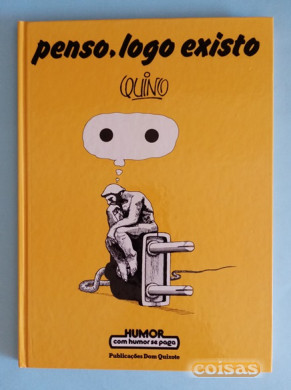 penso, logo existo
QUINO
HUMOR
com humor se paga
Publicações Dom Quixote
coisas